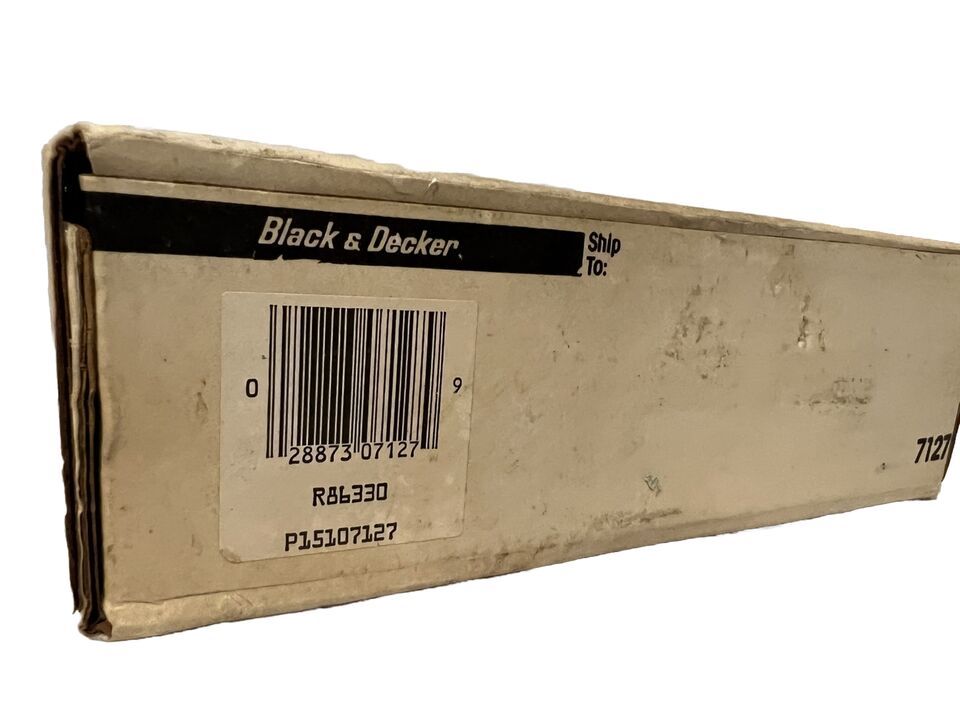 Black & Decker
Ship
To:
0 28873 07127 9
R86330
P15107127
7127